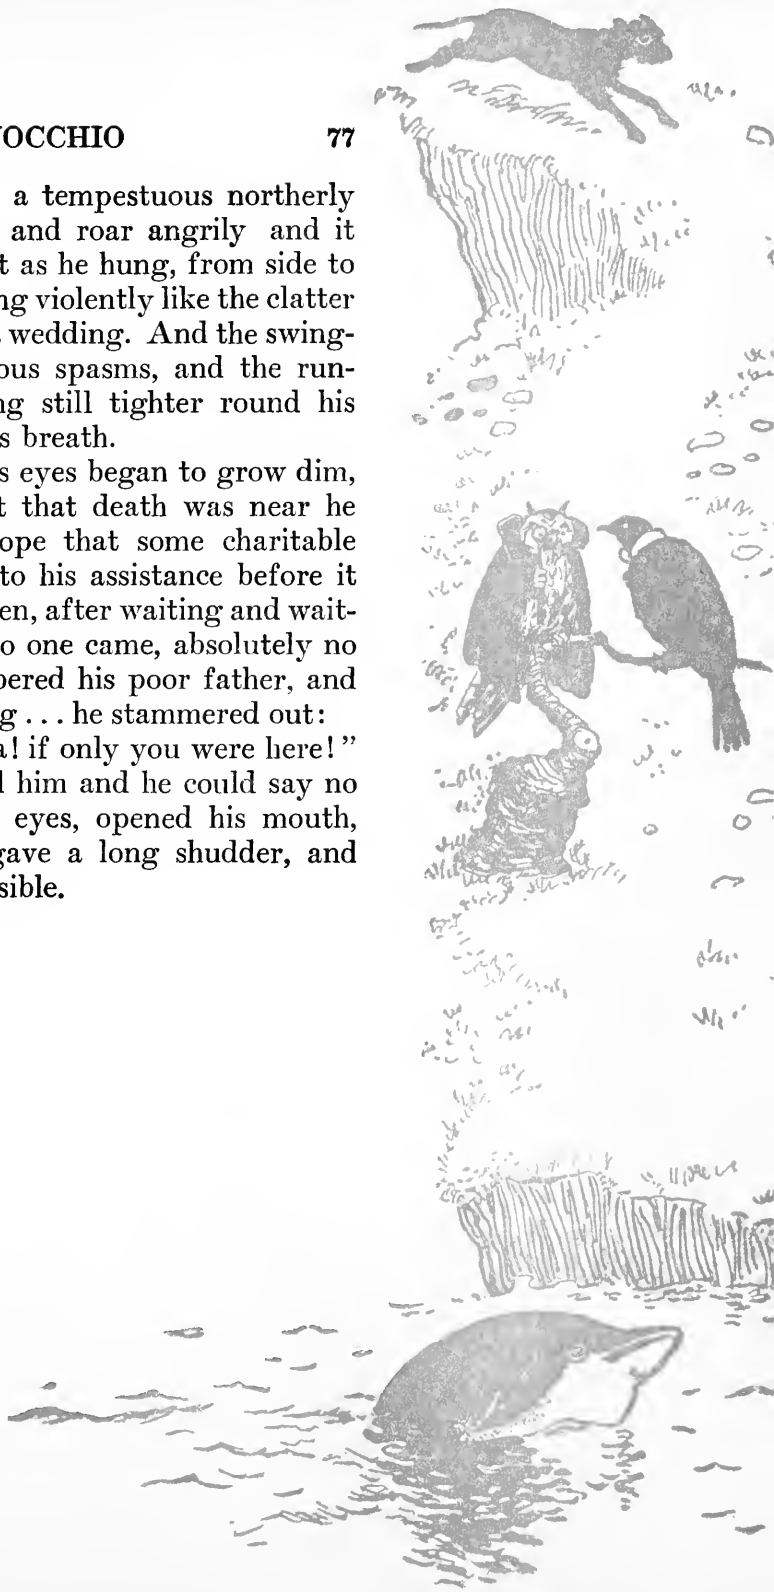 OCCHIO 77
a tempestuous northerly
and roar angrily and it
t as he hung, from side to
ng violently like the clatter
wedding. And the swing-
ous spasms, and the run-
ng still tighter round his
s breath.
s eyes began to grow dim,
t that death was near he
ope that some charitable
to his assistance before it
en, after waiting and wait-
o one came, absolutely no
bered his poor father, and
g . . . he stammered out:
a! if only you were here!”
l him and he could say no
eyes, opened his mouth,
gave a long shudder, and
sible.